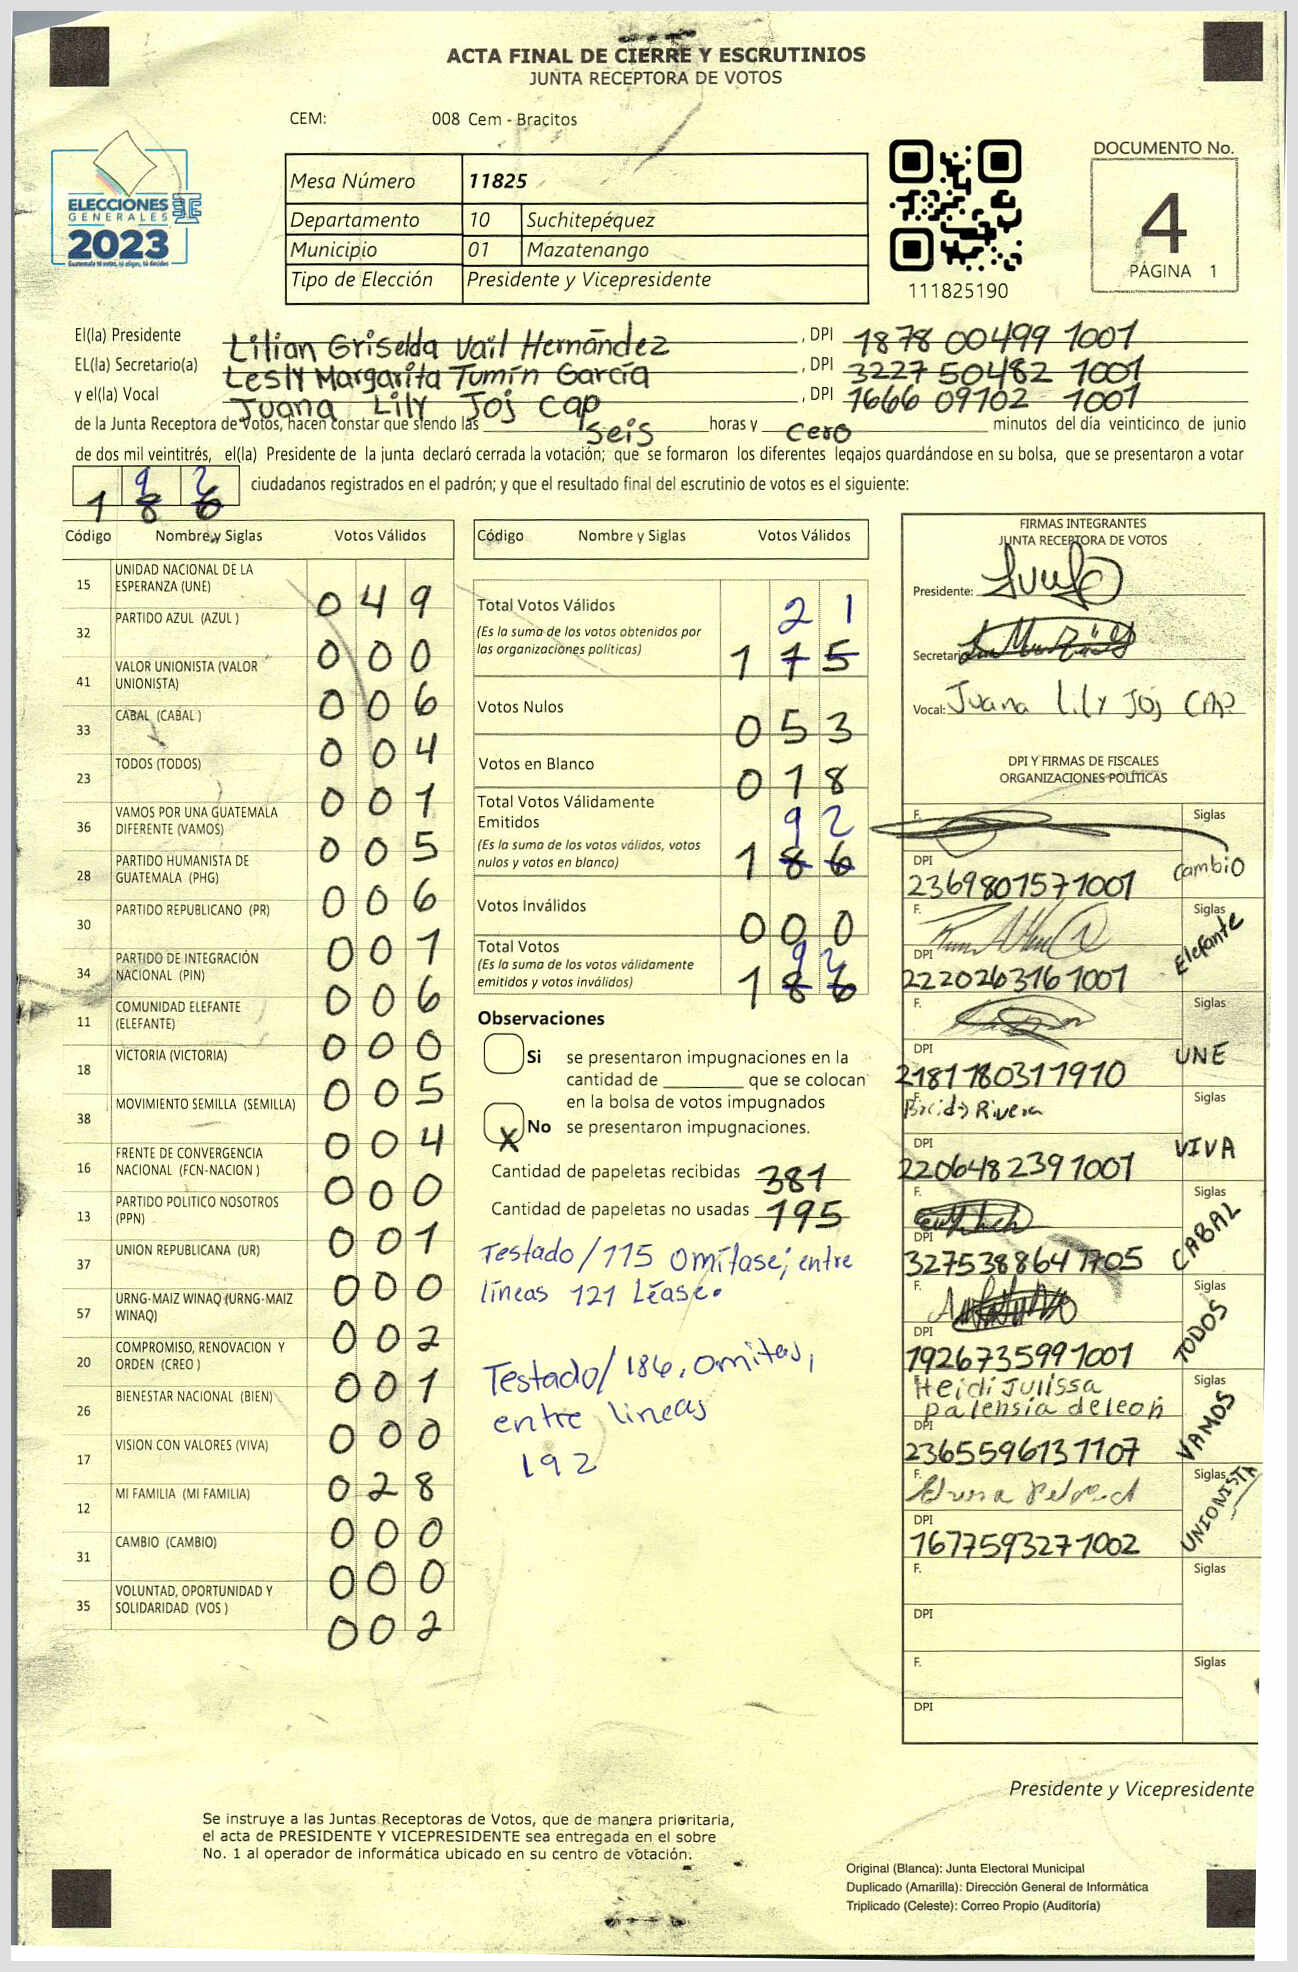 ACTA FINAL DE CIERRE Y ESCRUTINIOS
JUNTA RECEPTORA DE VOTOS
CEM: 008 Cem - Bracitos
ELECCIONES
GENERALES
2023
Mesa Número 11825
Departamento 10 Suchitepéquez
Municipio 01 Mazatenango
Tipo de Elección Presidente y Vicepresidente
111825190
DOCUMENTO No.
4
PÁGINA 1
El(la) Presidente Lilian Griselda Vail Hernández , DPI 1878 00499 1001
EL(la) Secretario(a) Lesly Margarita Tumín García , DPI 3227 50482 1001
y el(la) Vocal Juana Lily Joj Cap , DPI 1666 09102 1001
de la Junta Receptora de Votos, hacen constar que siendo las seis horas y cero minutos del día veinticinco de junio
de dos mil veintitrés, el(la) Presidente de la junta declaró cerrada la votación; que se formaron los diferentes legajos quardándose en su bolsa, que se presentaron a votar
9 2
1 8 6 ciudadanos registrados en el padrón; y que el resultado final del escrutinio de votos es el siguiente:
Código Nombre y Siglas Votos Válidos
15 UNIDAD NACIONAL DE LA
ESPERANZA (UNE) 0 4 9
32 PARTIDO AZUL (AZUL ) 0 0 0
41 VALOR UNIONISTA (VALOR
UNIONISTA) 0 0 6
33 CABAL (CABAL ) 0 0 4
23 TODOS (TODOS) 0 0 1
36 VAMOS POR UNA GUATEMALA
DIFERENTE (VAMOS) 0 0 5
28 PARTIDO HUMANISTA DE
GUATEMALA (PHG) 0 0 6
30 PARTIDO REPUBLICANO (PR) 0 0 1
34 PARTIDO DE INTEGRACIÓN
NACIONAL (PIN) 0 0 6
11 COMUNIDAD ELEFANTE
(ELEFANTE) 0 0 0
18 VICTORIA (VICTORIA) 0 0 5
38 MOVIMIENTO SEMILLA (SEMILLA) 0 0 4
16 FRENTE DE CONVERGENCIA
NACIONAL (FCN-NACION ) 0 0 0
13 PARTIDO POLITICO NOSOTROS
(PPN) 0 0 1
37 UNION REPUBLICANA (UR) 0 0 0
57 URNG-MAIZ WINAQ (URNG-MAIZ
WINAQ) 0 0 2
20 COMPROMISO, RENOVACION Y
ORDEN (CREO ) 0 0 1
26 BIENESTAR NACIONAL (BIEN) 0 0 0
17 VISION CON VALORES (VIVA) 0 2 8
12 MI FAMILIA (MI FAMILIA) 0 0 0
31 CAMBIO (CAMBIO) 0 0 0
35 VOLUNTAD, OPORTUNIDAD Y
SOLIDARIDAD (VOS ) 0 0 2
Código Nombre y Siglas Votos Válidos
Total Votos Válidos 2 1
(Es la suma de los votos obtenidos por
las organizaciones políticas) 1 1 5
Votos Nulos 0 5 3
Votos en Blanco 0 1 8
Total Votos Válidamente
Emitidos 9 2
(Es la suma de los votos válidos, votos
nulos y votos en blanco) 1 8 6
Votos Inválidos 0 0 0
Total Votos 9 2
(Es la suma de los votos válidamente
emitidos y votos inválidos) 1 8 6
Observaciones
Si se presentaron impugnaciones en la
cantidad de ________ que se colocan
en la bolsa de votos impugnados
X No se presentaron impugnaciones.
Cantidad de papeletas recibidas 381
Cantidad de papeletas no usadas 195
Testado/115 omítase; entre
líneas 121 Léase.
Testado/186, omitas,
entre lineas
192
FIRMAS INTEGRANTES
JUNTA RECEPTORA DE VOTOS
Presidente:
Secretari
Vocal: Juana Lily Joj CAP
DPI Y FIRMAS DE FISCALES
ORGANIZACIONES POLÍTICAS
F. Siglas
DPI cambio
2369801571001
F. Siglas
DPI Elefante
2220263161001
F. Siglas
DPI UNE
2181180311910
F. Siglas
Rivera
DPI VIVA
2206482391001
F. Siglas
DPI CABAL
3275388641705
F. Siglas
DPI TODOS
1926735991001
F. Siglas
Heidi Julissa
palensia deleon
DPI VAMOS
2365596131107
F. Siglas
DPI UNIONISTA
1677593271002
F. Siglas
DPI
F. Siglas
DPI
Presidente y Vicepresidente
Se instruye a las Juntas Receptoras de Votos, que de manera prioritaria,
el acta de PRESIDENTE Y VICEPRESIDENTE sea entregada en el sobre
No. 1 al operador de informática ubicado en su centro de votación.
Original (Blanca): Junta Electoral Municipal
Duplicado (Amarilla): Dirección General de Informática
Triplicado (Celeste): Correo Propio (Auditoría)